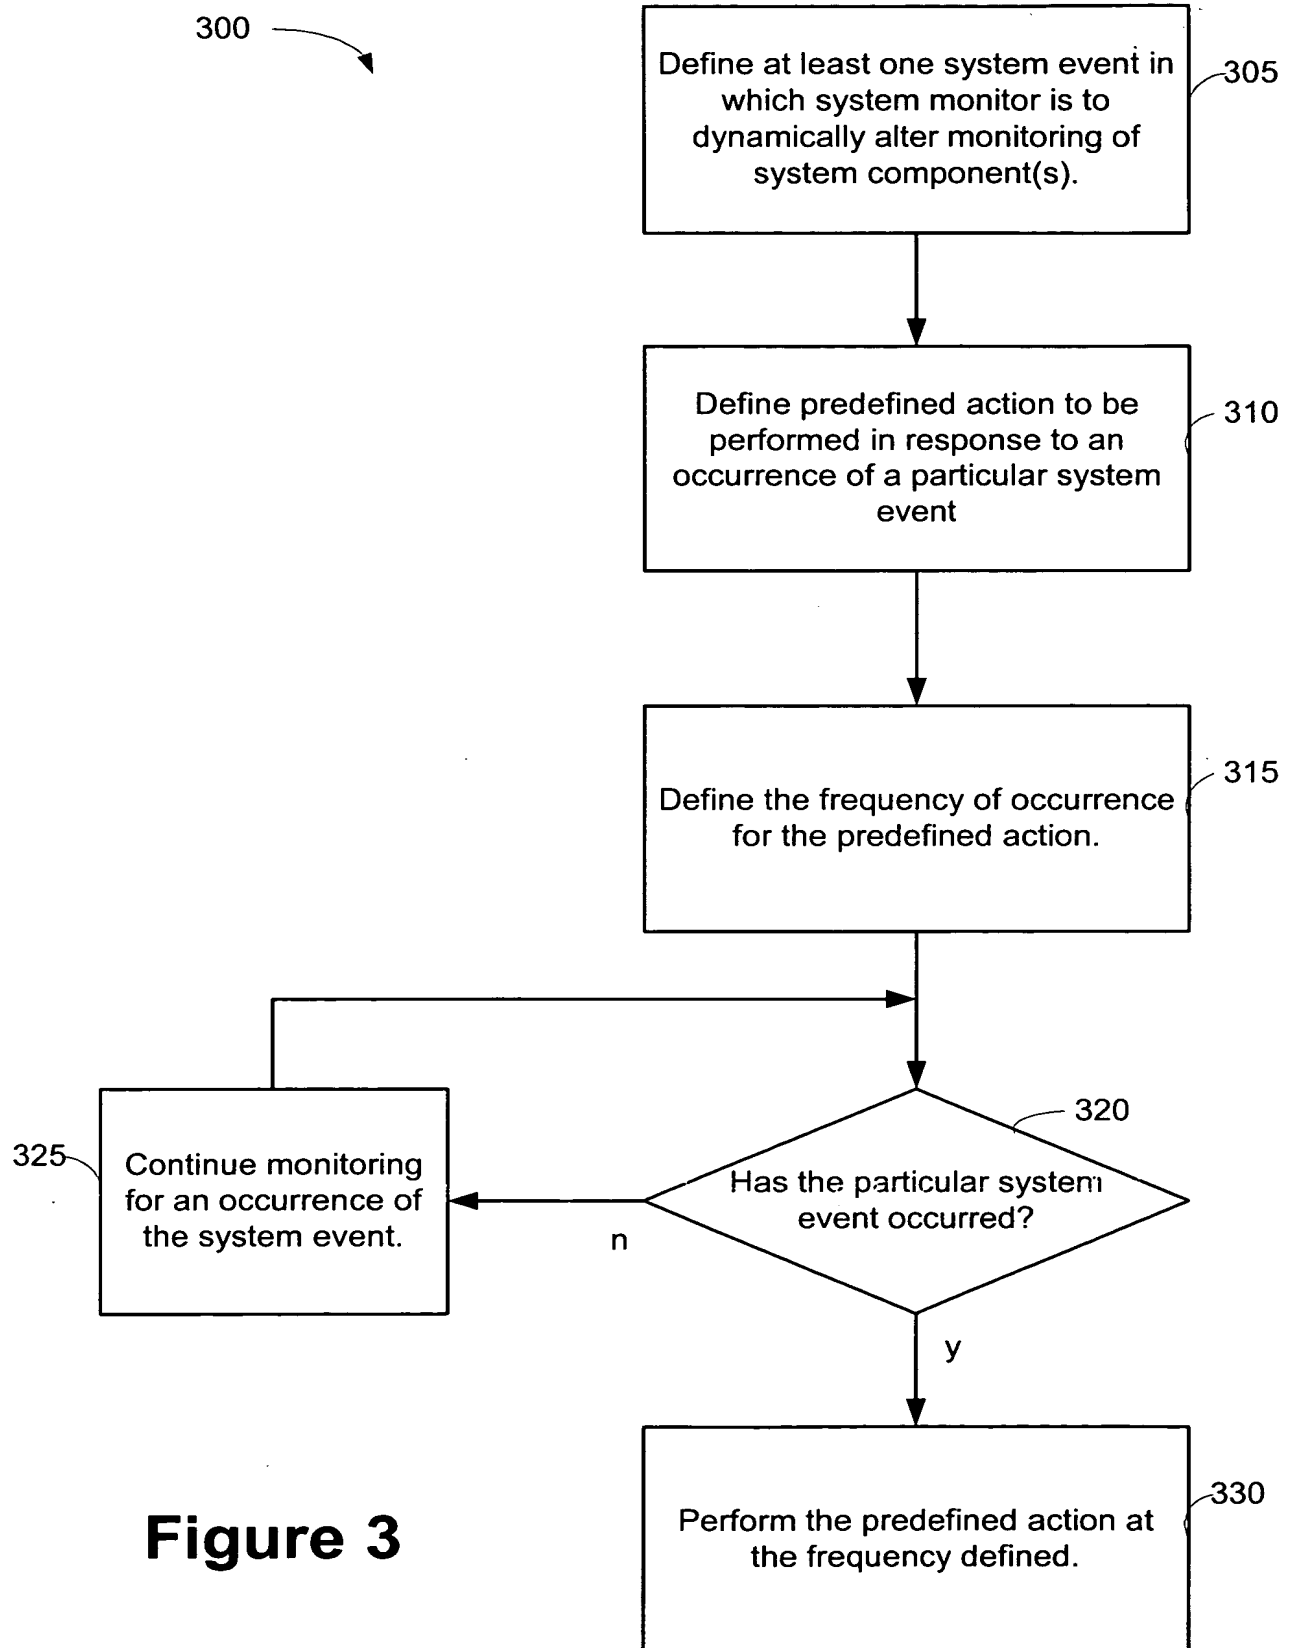 300
Define at least one system event in
which system monitor is to
dynamically alter monitoring of
system component(s).
305
Define predefined action to be
performed in response to an
occurrence of a particular system
event
310
Define the frequency of occurrence
for the predefined action.
315
320
Has the particular system
event occurred?
n
325
Continue monitoring
for an occurrence of
the system event.
y
330
Perform the predefined action at
the frequency defined.
Figure 3